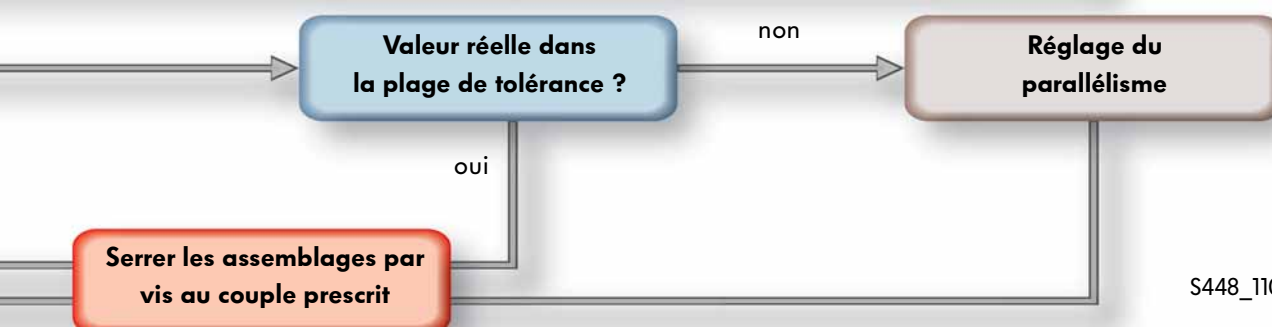 Valeur réelle dans
la plage de tolérance ?
non
Réglage du
parallélisme
oui
Serrer les assemblages par
vis au couple prescrit
S448_110